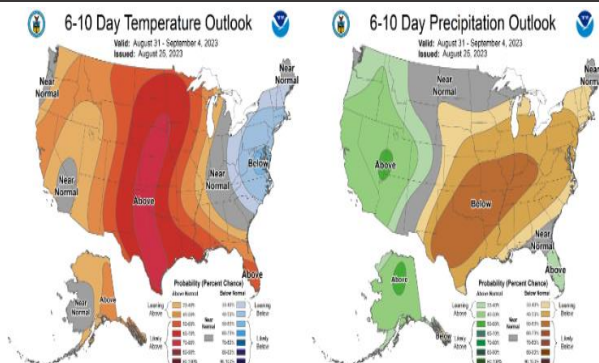 6-10 Day Temperature Outlook
Valid: August 31 - September 4, 2023
Issued: August 25, 2023
Near
Normal
Near
Normal
Above
Near
Normal
Below
Above
Near
Normal
Above
Probability (Percent Chance)
Above Normal
Below Normal
Leaning
Above
Likely
Above
Near
Normal
Leaning
Below
Likely
Below
6-10 Day Precipitation Outlook
Valid: August 31 - September 4, 2023
Issued: August 25, 2023
Near
Normal
Near
Normal
Above
Below
Near
Normal
Above
Above
Below
Probability (Percent Chance)
Above Normal
Below Normal
Leaning
Above
Likely
Above
Near
Normal
Leaning
Below
Likely
Below